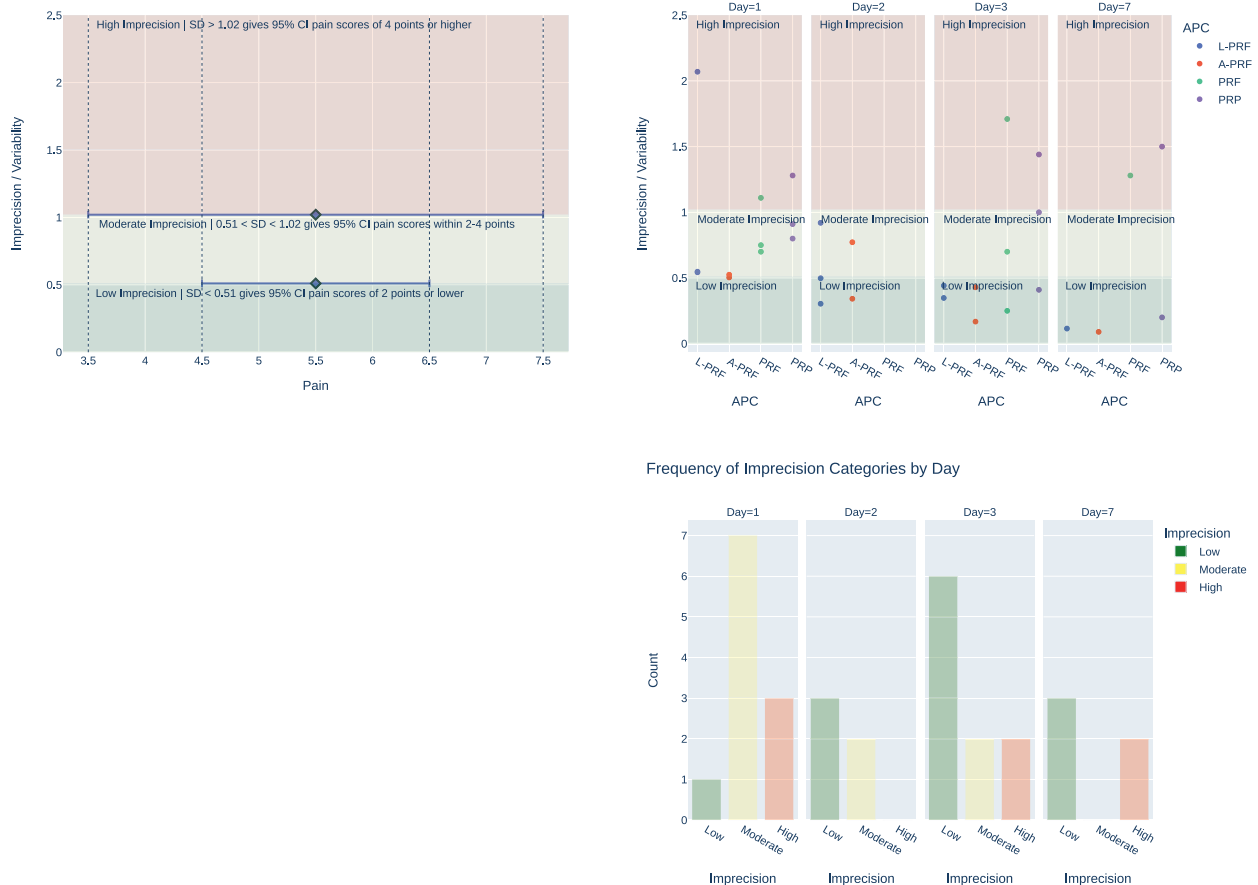 2.5
High Imprecision | SD > 1.02 gives 95% CI pain scores of 4 points or higher
2
1.5
1
Moderate Imprecision | 0.51 < SD < 1.02 gives 95% CI pain scores within 2-4 points
0.5
Low Imprecision | SD < 0.51 gives 95% CI pain scores of 2 points or lower
0
3.5 4 4.5 5 5.5 6 6.5 7 7.5
Pain
Imprecision / Variability
Day=1 Day=2 Day=3 Day=7
2.5
High Imprecision High Imprecision High Imprecision High Imprecision
2
1.5
1
Moderate Imprecision Moderate Imprecision Moderate Imprecision Moderate Imprecision
0.5
Low Imprecision Low Imprecision Low Imprecision Low Imprecision
0
L-PRF A-PRF PRF PRP L-PRF A-PRF PRF PRP L-PRF A-PRF PRF PRP L-PRF A-PRF PRF PRP
APC APC APC APC
Imprecision / Variability
APC
L-PRF
A-PRF
PRF
PRP
Frequency of Imprecision Categories by Day
Day=1 Day=2 Day=3 Day=7
7
6
5
4
3
2
1
0
Count
Low Moderate High Low Moderate High Low Moderate High Low Moderate High
Imprecision Imprecision Imprecision Imprecision
Imprecision
Low
Moderate
High